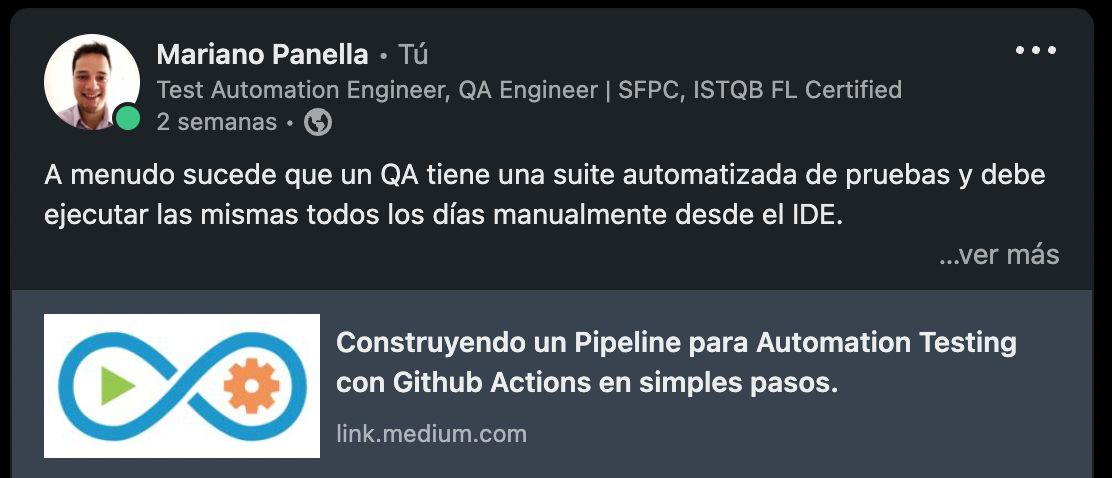 Mariano Panella • Tú
Test Automation Engineer, QA Engineer | SFPC, ISTQB FL Certified
2 semanas •
A menudo sucede que un QA tiene una suite automatizada de pruebas y debe
ejecutar las mismas todos los días manualmente desde el IDE.
...ver más
Construyendo un Pipeline para Automation Testing
con Github Actions en simples pasos.
link.medium.com